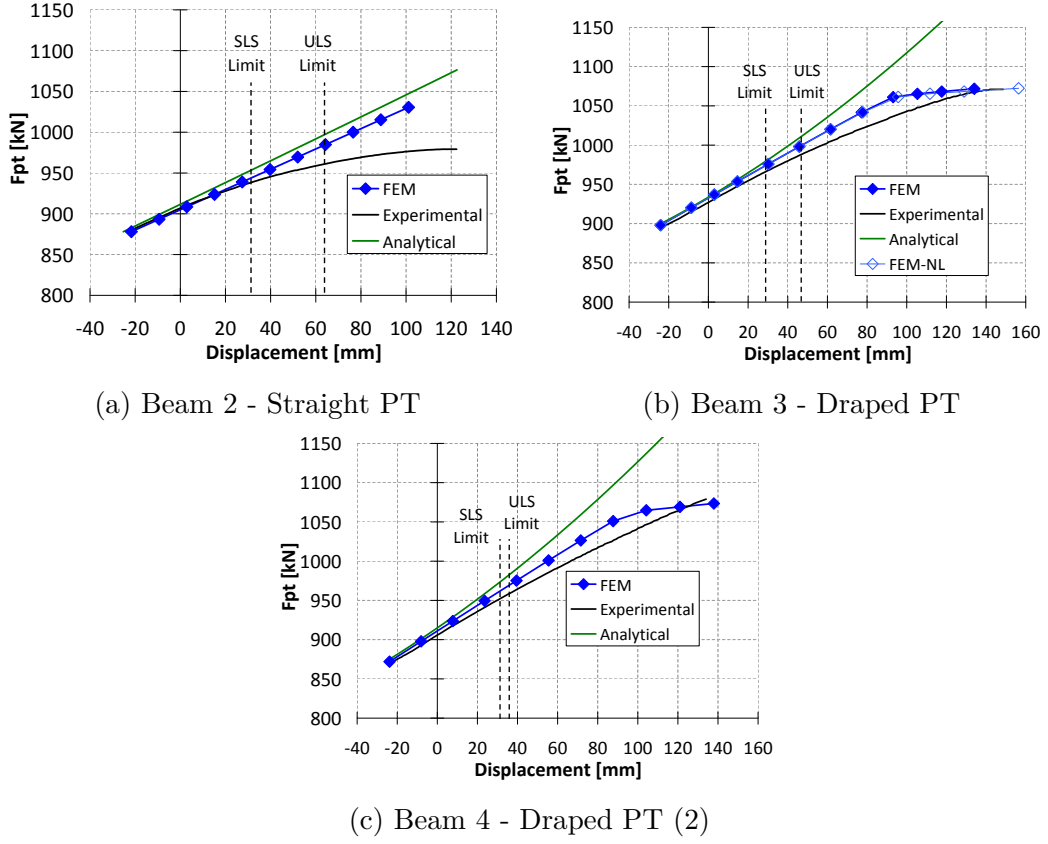 1150
1100
1050
1000
950
900
850
800
Fpt [kN]
SLS
Limit
ULS
Limit
FEM
Experimental
Analytical
-40 -20 0 20 40 60 80 100 120 140
Displacement [mm]
(a) Beam 2 - Straight PT
1150
1100
1050
1000
950
900
850
800
Fpt [kN]
SLS
Limit
ULS
Limit
FEM
Experimental
Analytical
FEM-NL
-40 -20 0 20 40 60 80 100 120 140 160
Displacement [mm]
(b) Beam 3 - Draped PT
1150
1100
1050
1000
950
900
850
800
Fpt [kN]
SLS
Limit
ULS
Limit
FEM
Experimental
Analytical
-40 -20 0 20 40 60 80 100 120 140 160
Displacement [mm]
(c) Beam 4 - Draped PT (2)